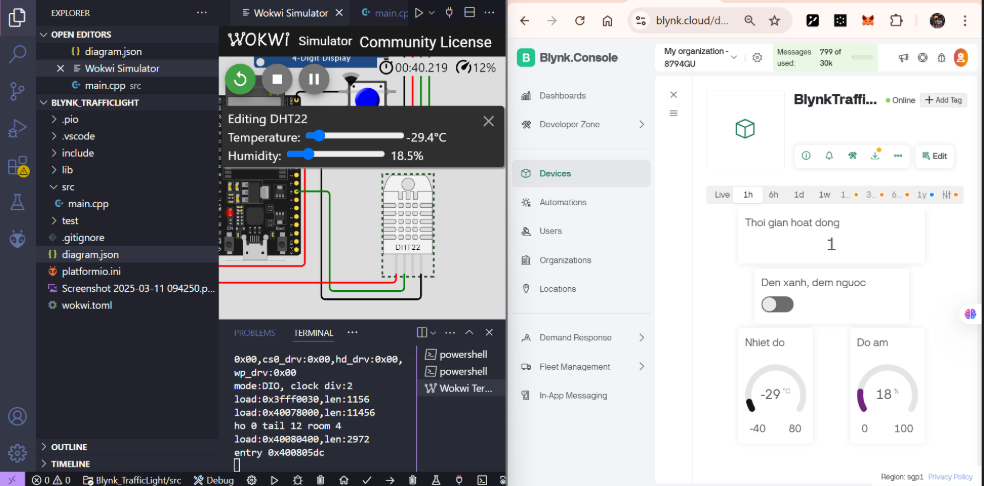 EXPLORER
OPEN EDITORS
diagram.json
Wokwi Simulator
main.cpp src
BLYNK_TRAFFICLIGHT
.pio
.vscode
include
lib
src
main.cpp
test
.gitignore
diagram.json
platformio.ini
Screenshot 2025-03-11 094250.p...
wokwi.toml
OUTLINE
TIMELINE
Wokwi Simulator
main.cp
WOKWI Simulator Community License
4-Digit Display
00:40.219 12%
Editing DHT22
Temperature: -29.4°C
Humidity: 18.5%
DHT22
PROBLEMS TERMINAL
0x00,cs0_drv:0x00,hd_drv:0x00,
wp_drv:0x00
mode:DIO, clock div:2
load:0x3fff0030,len:1156
load:0x40078000,len:11456
ho 0 tail 12 room 4
load:0x40080400,len:2972
entry 0x400805dc
powershell
powershell
Wokwi Ter...
0 0 Blynk_TrafficLight/src Debug
blynk.cloud/d...
Blynk.Console
B
My organization -
8794GU
Messages used: 799 of 30k
Dashboards
Developer Zone
Devices
Automations
Users
Organizations
Locations
Demand Response
Fleet Management
In-App Messaging
BlynkTraffi...
Online
Add Tag
Edit
Live 1h 6h 1d 1w 1... 3... 6... 1y
Thoi gian hoat dong
1
Den xanh, dem nguoc
Nhiet do
-29 °C
-40 80
Do am
18 %
0 100
Region: sgp1 Privacy Policy